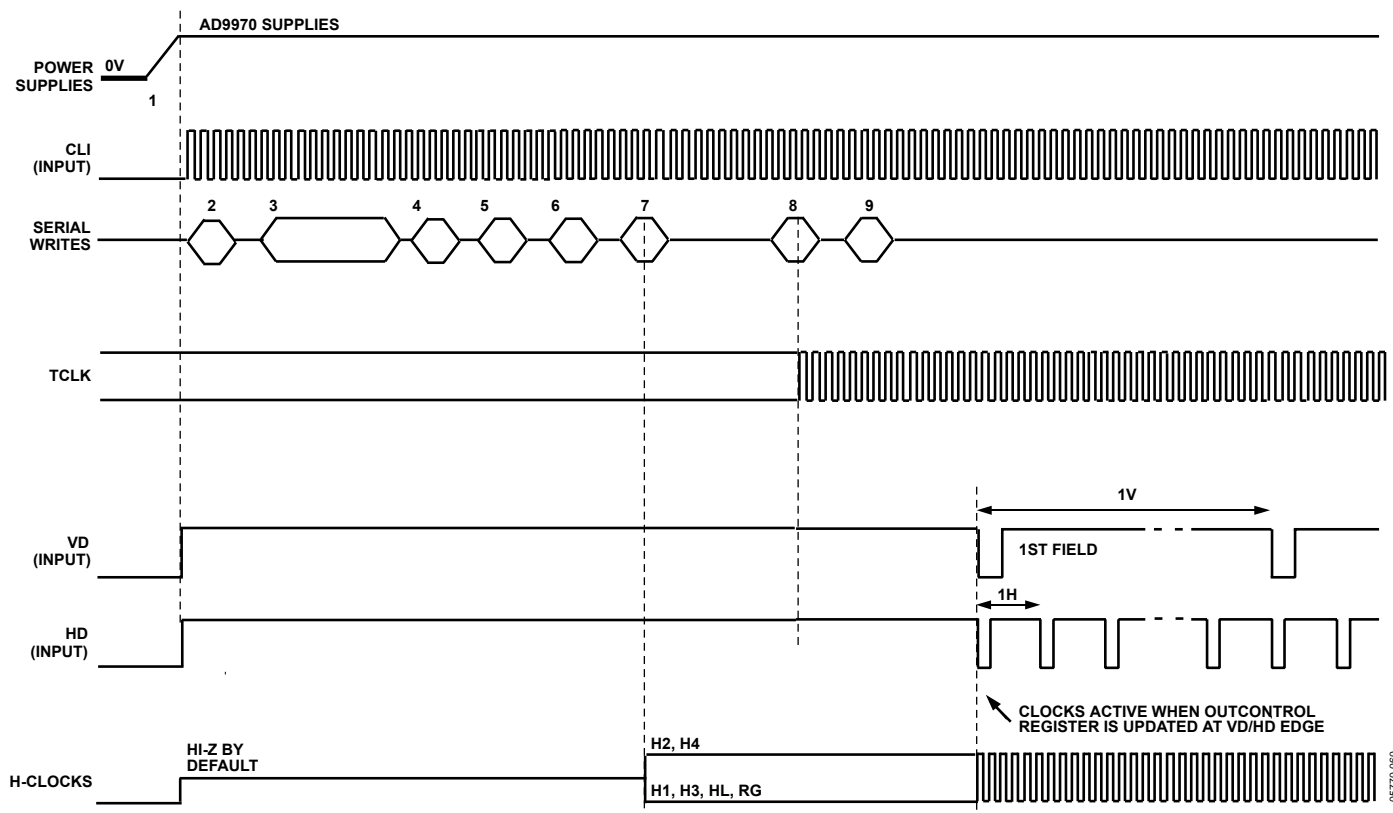 AD9970 SUPPLIES
POWER
SUPPLIES
0V
1
CLI
(INPUT)
2 3 4 5 6 7 8 9
SERIAL
WRITES
TCLK
1V
VD
(INPUT)
1ST FIELD
1H
HD
(INPUT)
CLOCKS ACTIVE WHEN OUTCONTROL
REGISTER IS UPDATED AT VD/HD EDGE
HI-Z BY
DEFAULT
H2, H4
H-CLOCKS
H1, H3, HL, RG